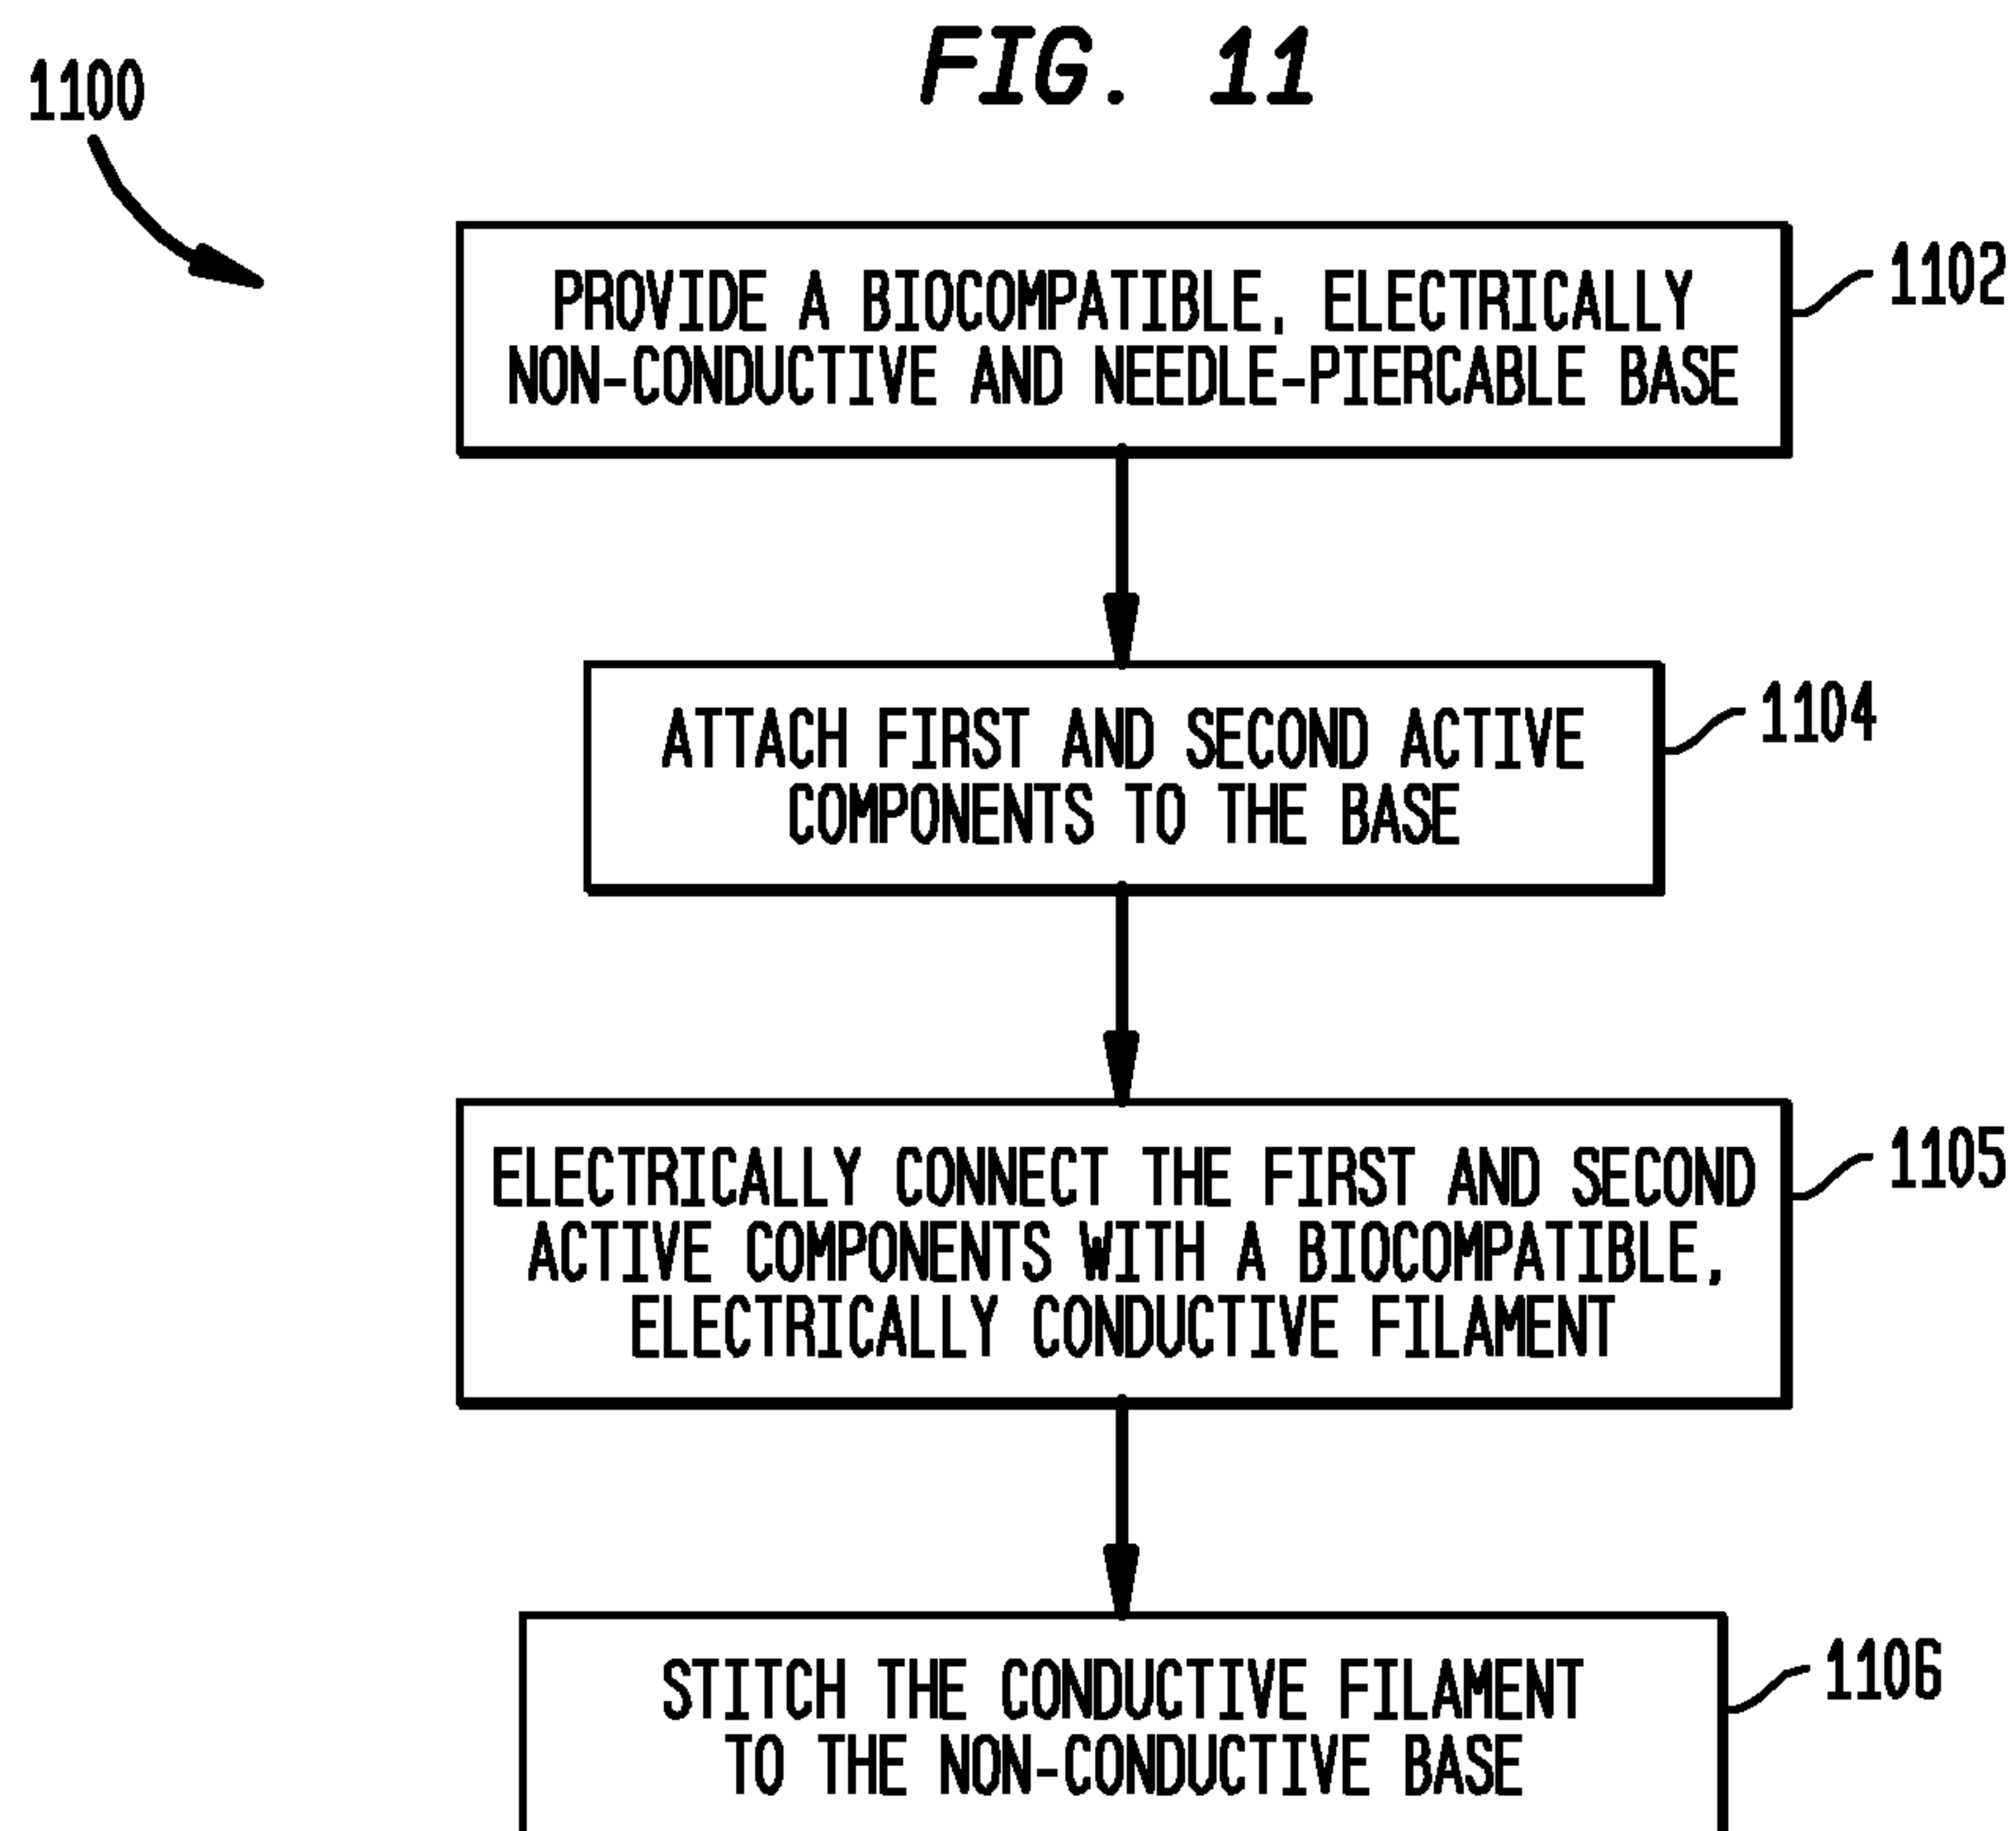 FIG. 11
1100
PROVIDE A BIOCOMPATIBLE, ELECTRICALLY
NON-CONDUCTIVE AND NEEDLE-PIERCABLE BASE
1102
ATTACH FIRST AND SECOND ACTIVE
COMPONENTS TO THE BASE
1104
ELECTRICALLY CONNECT THE FIRST AND SECOND
ACTIVE COMPONENTS WITH A BIOCOMPATIBLE,
ELECTRICALLY CONDUCTIVE FILAMENT
1105
STITCH THE CONDUCTIVE FILAMENT
TO THE NON-CONDUCTIVE BASE
1106